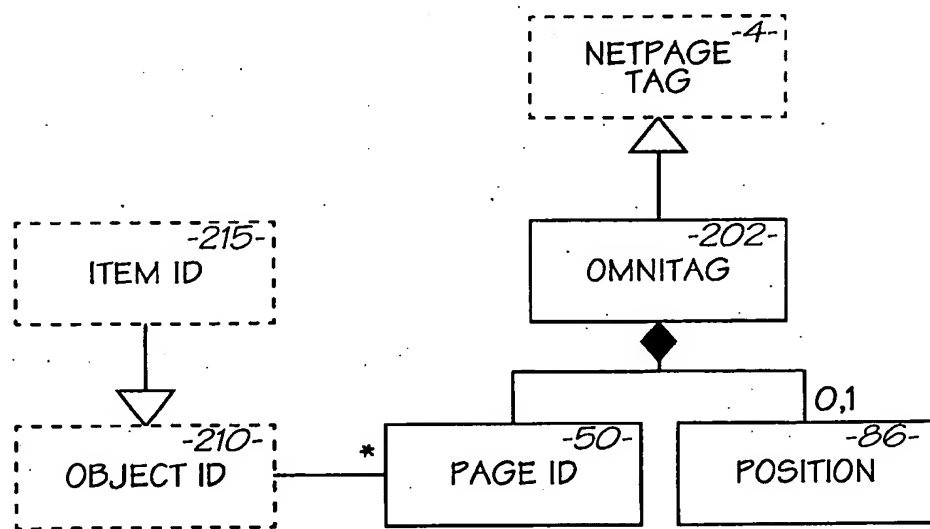 -4-
NETPAGE
TAG
-215-
ITEM ID
-202-
OMNITAG
0,1
-210-
OBJECT ID
*
-50-
PAGE ID
-86-
POSITION